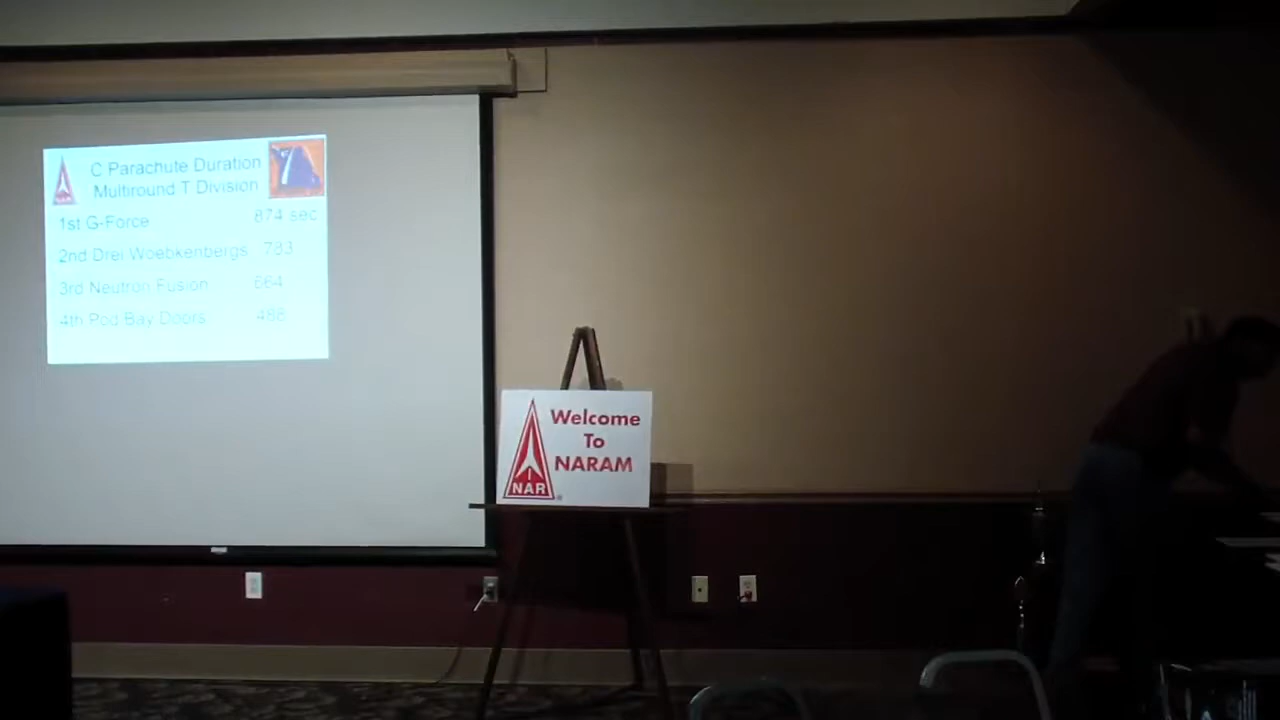 C Parachute Duration
Multiround T Division
NAR
1st G-Force 874 sec
2nd Drei Woebkenbergs 783
3rd Neutron Fusion 664
4th Pod Bay Doors 488
Welcome
To
NARAM
NAR